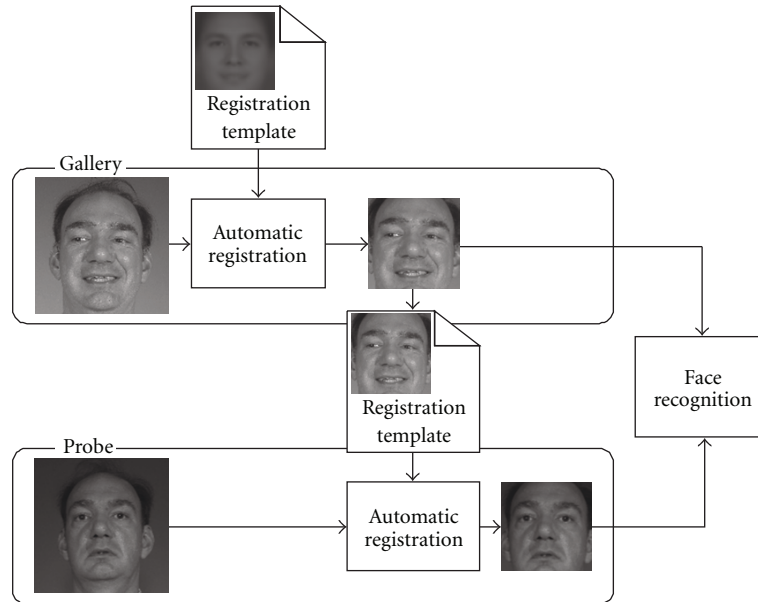 Registration
template
Gallery
Automatic
registration
Registration
template
Face
recognition
Probe
Automatic
registration